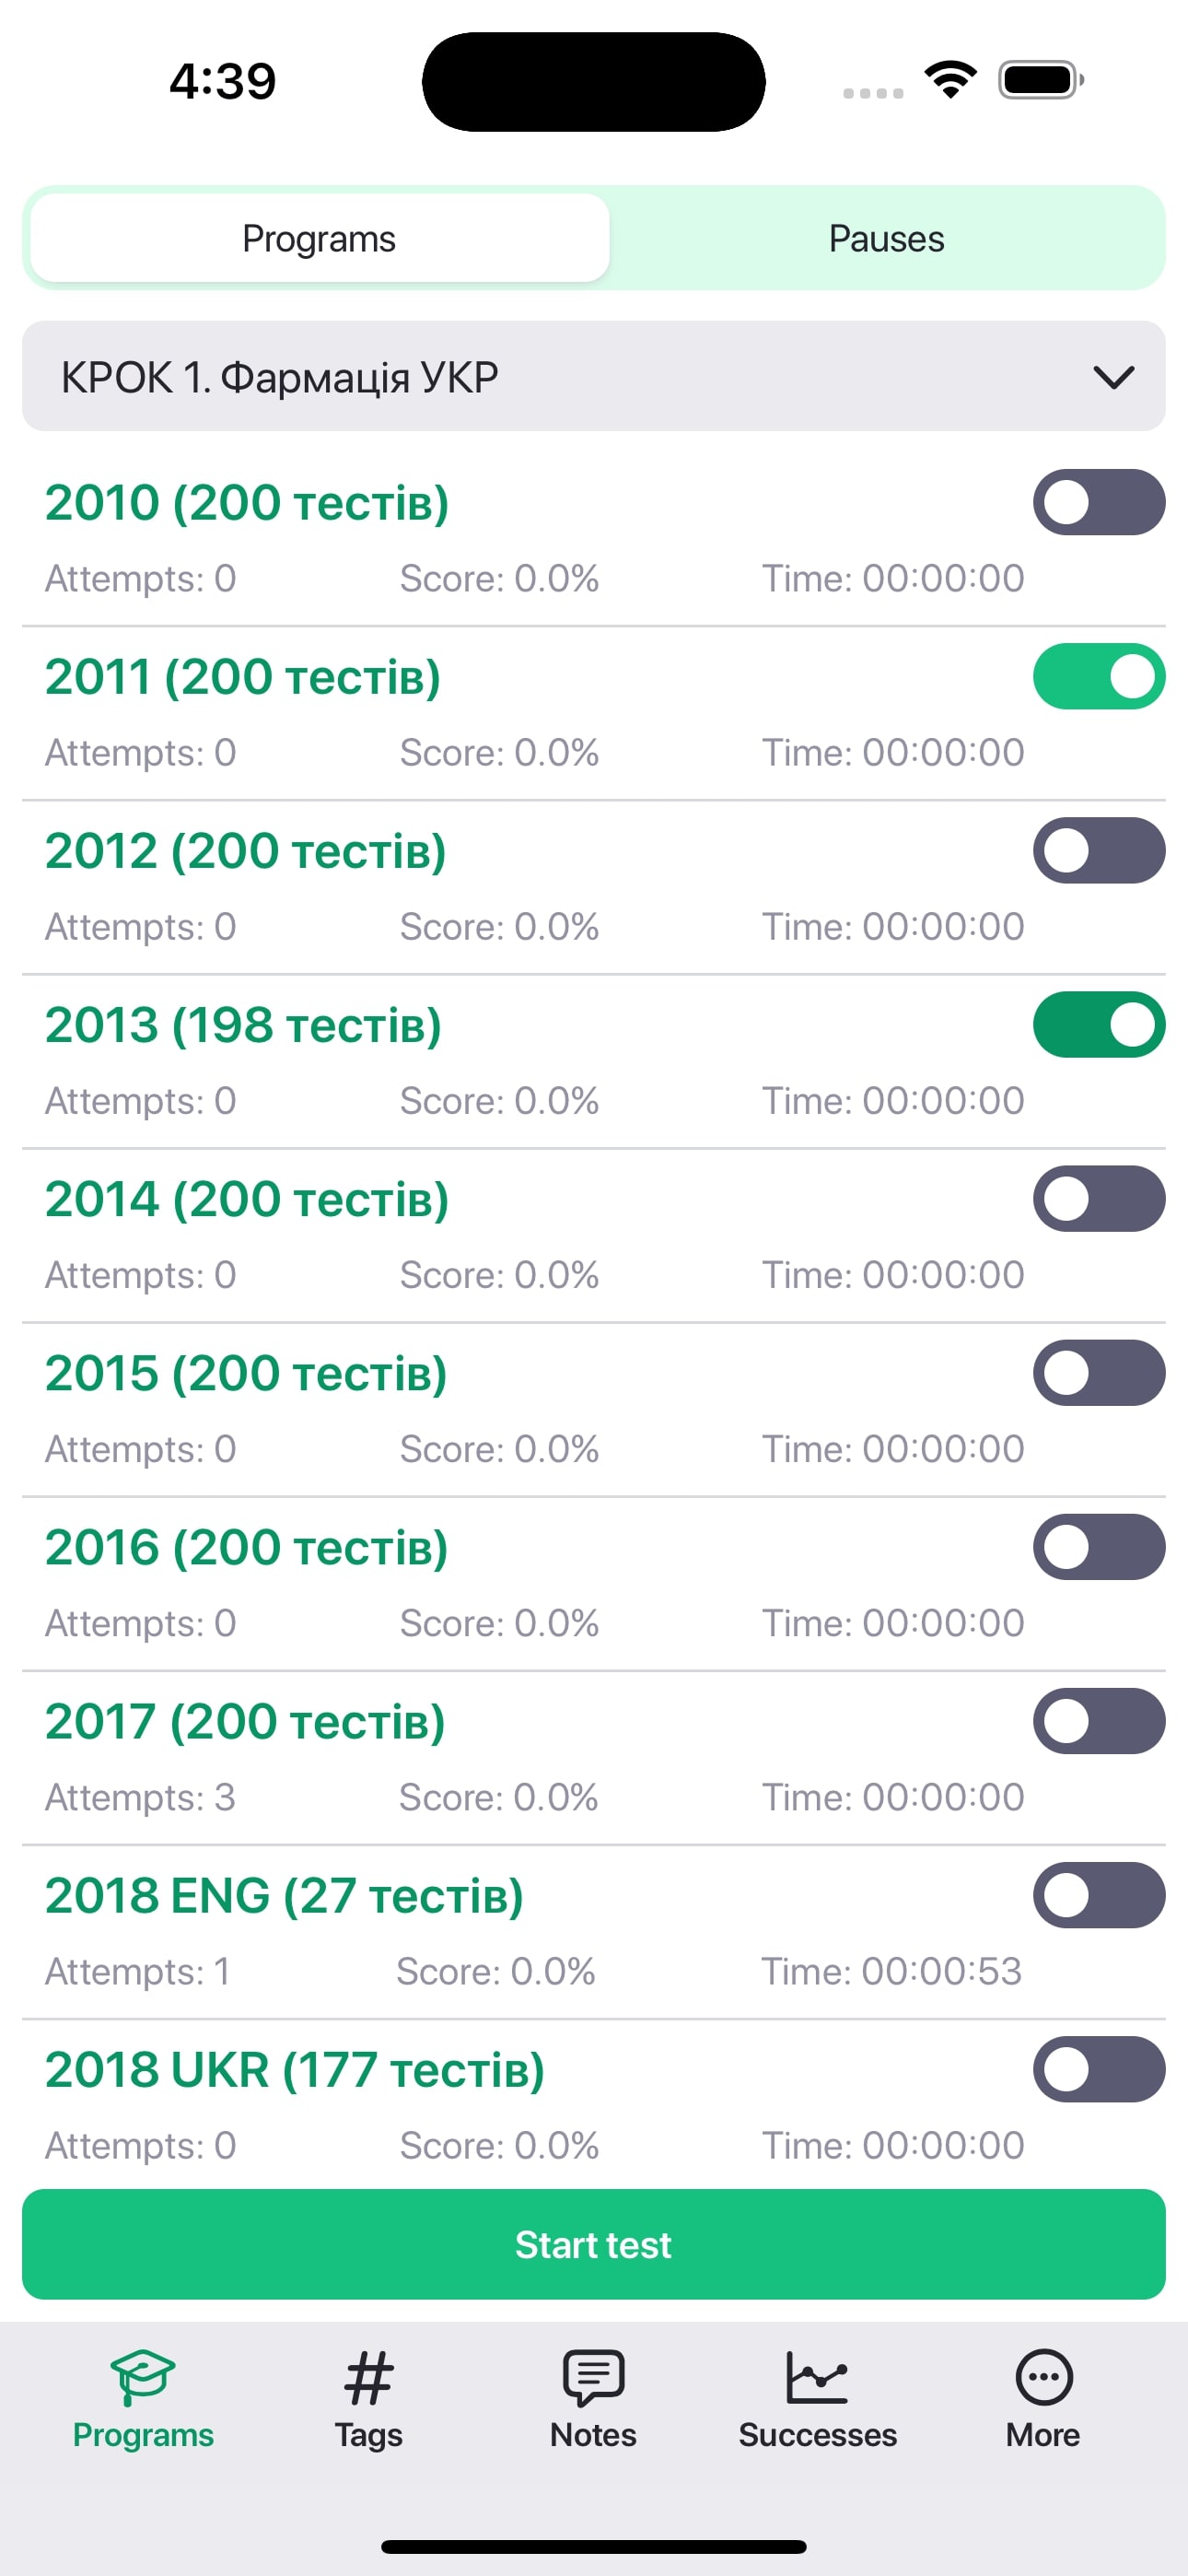 4:39
Programs
Pauses
КРОК 1. Фармація УКР
2010 (200 тестів)
Attempts: 0 Score: 0.0% Time: 00:00:00
2011 (200 тестів)
Attempts: 0 Score: 0.0% Time: 00:00:00
2012 (200 тестів)
Attempts: 0 Score: 0.0% Time: 00:00:00
2013 (198 тестів)
Attempts: 0 Score: 0.0% Time: 00:00:00
2014 (200 тестів)
Attempts: 0 Score: 0.0% Time: 00:00:00
2015 (200 тестів)
Attempts: 0 Score: 0.0% Time: 00:00:00
2016 (200 тестів)
Attempts: 0 Score: 0.0% Time: 00:00:00
2017 (200 тестів)
Attempts: 3 Score: 0.0% Time: 00:00:00
2018 ENG (27 тестів)
Attempts: 1 Score: 0.0% Time: 00:00:53
2018 UKR (177 тестів)
Attempts: 0 Score: 0.0% Time: 00:00:00
Start test
Programs
Tags
Notes
Successes
More